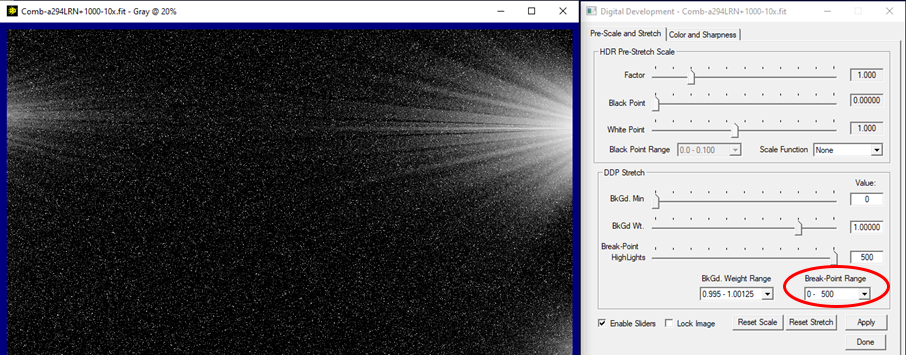 Comb-a294LRN+1000-10x.fit - Gray @ 20%
Digital Development - Comb-a294LRN+1000-10x.fit
Pre-Scale and Stretch
Color and Sharpness
HDR Pre-Stretch Scale
Factor
1.000
Black Point
0.00000
White Point
1.000
Black Point Range
0.0 - 0.100
Scale Function
None
DDP Stretch
Value:
BkGd. Min
0
BkGd Wt.
1.00000
Break-Point
HighLights
500
BkGd. Weight Range
Break-Point Range
0.995 - 1.00125
0 - 500
Enable Sliders
Lock Image
Reset Scale
Reset Stretch
Apply
Done